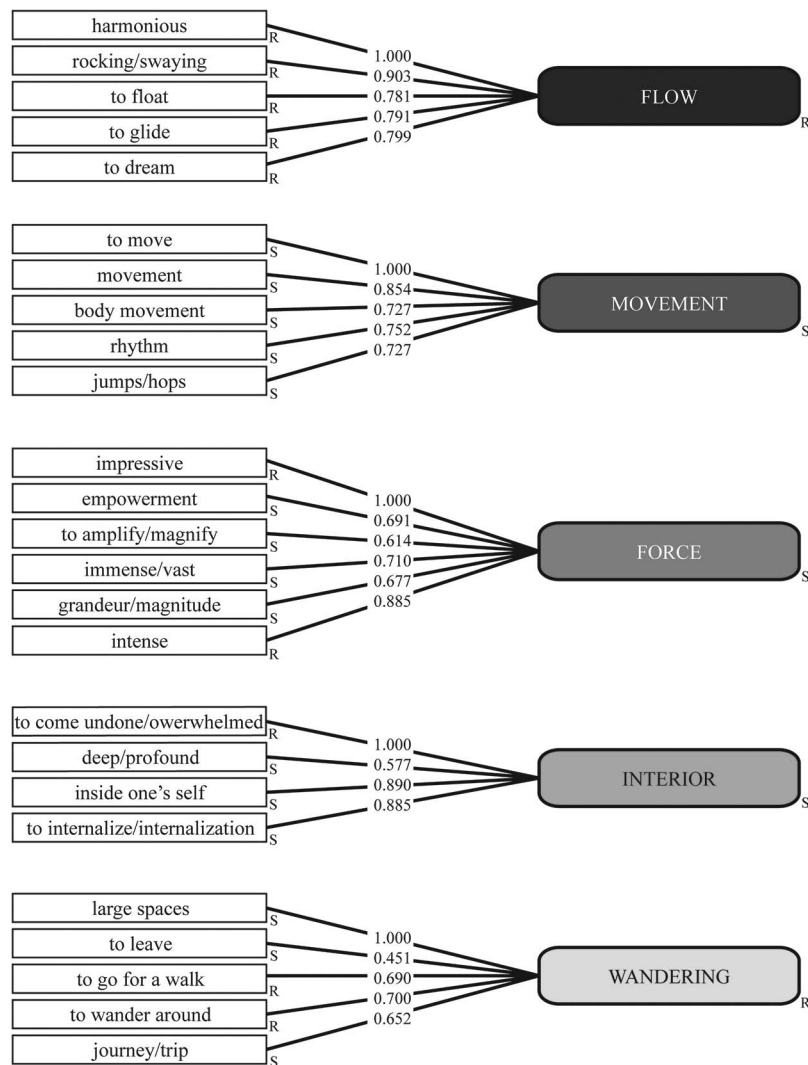 harmonious
R
rocking/swaying
R
to float
R
to glide
R
to dream
R
1.000
0.903
0.781
0.791
0.799
FLOW
R
to move
S
movement
S
body movement
S
rhythm
S
jumps/hops
S
1.000
0.854
0.727
0.752
0.727
MOVEMENT
S
impressive
R
empowerment
S
to amplify/magnify
S
immense/vast
S
grandeur/magnitude
S
intense
R
1.000
0.691
0.614
0.710
0.677
0.885
FORCE
S
to come undone/owerwhelmed
R
deep/profound
S
inside one's self
S
to internalize/internalization
S
1.000
0.577
0.890
0.885
INTERIOR
S
large spaces
S
to leave
S
to go for a walk
R
to wander around
R
journey/trip
S
1.000
0.451
0.690
0.700
0.652
WANDERING
R